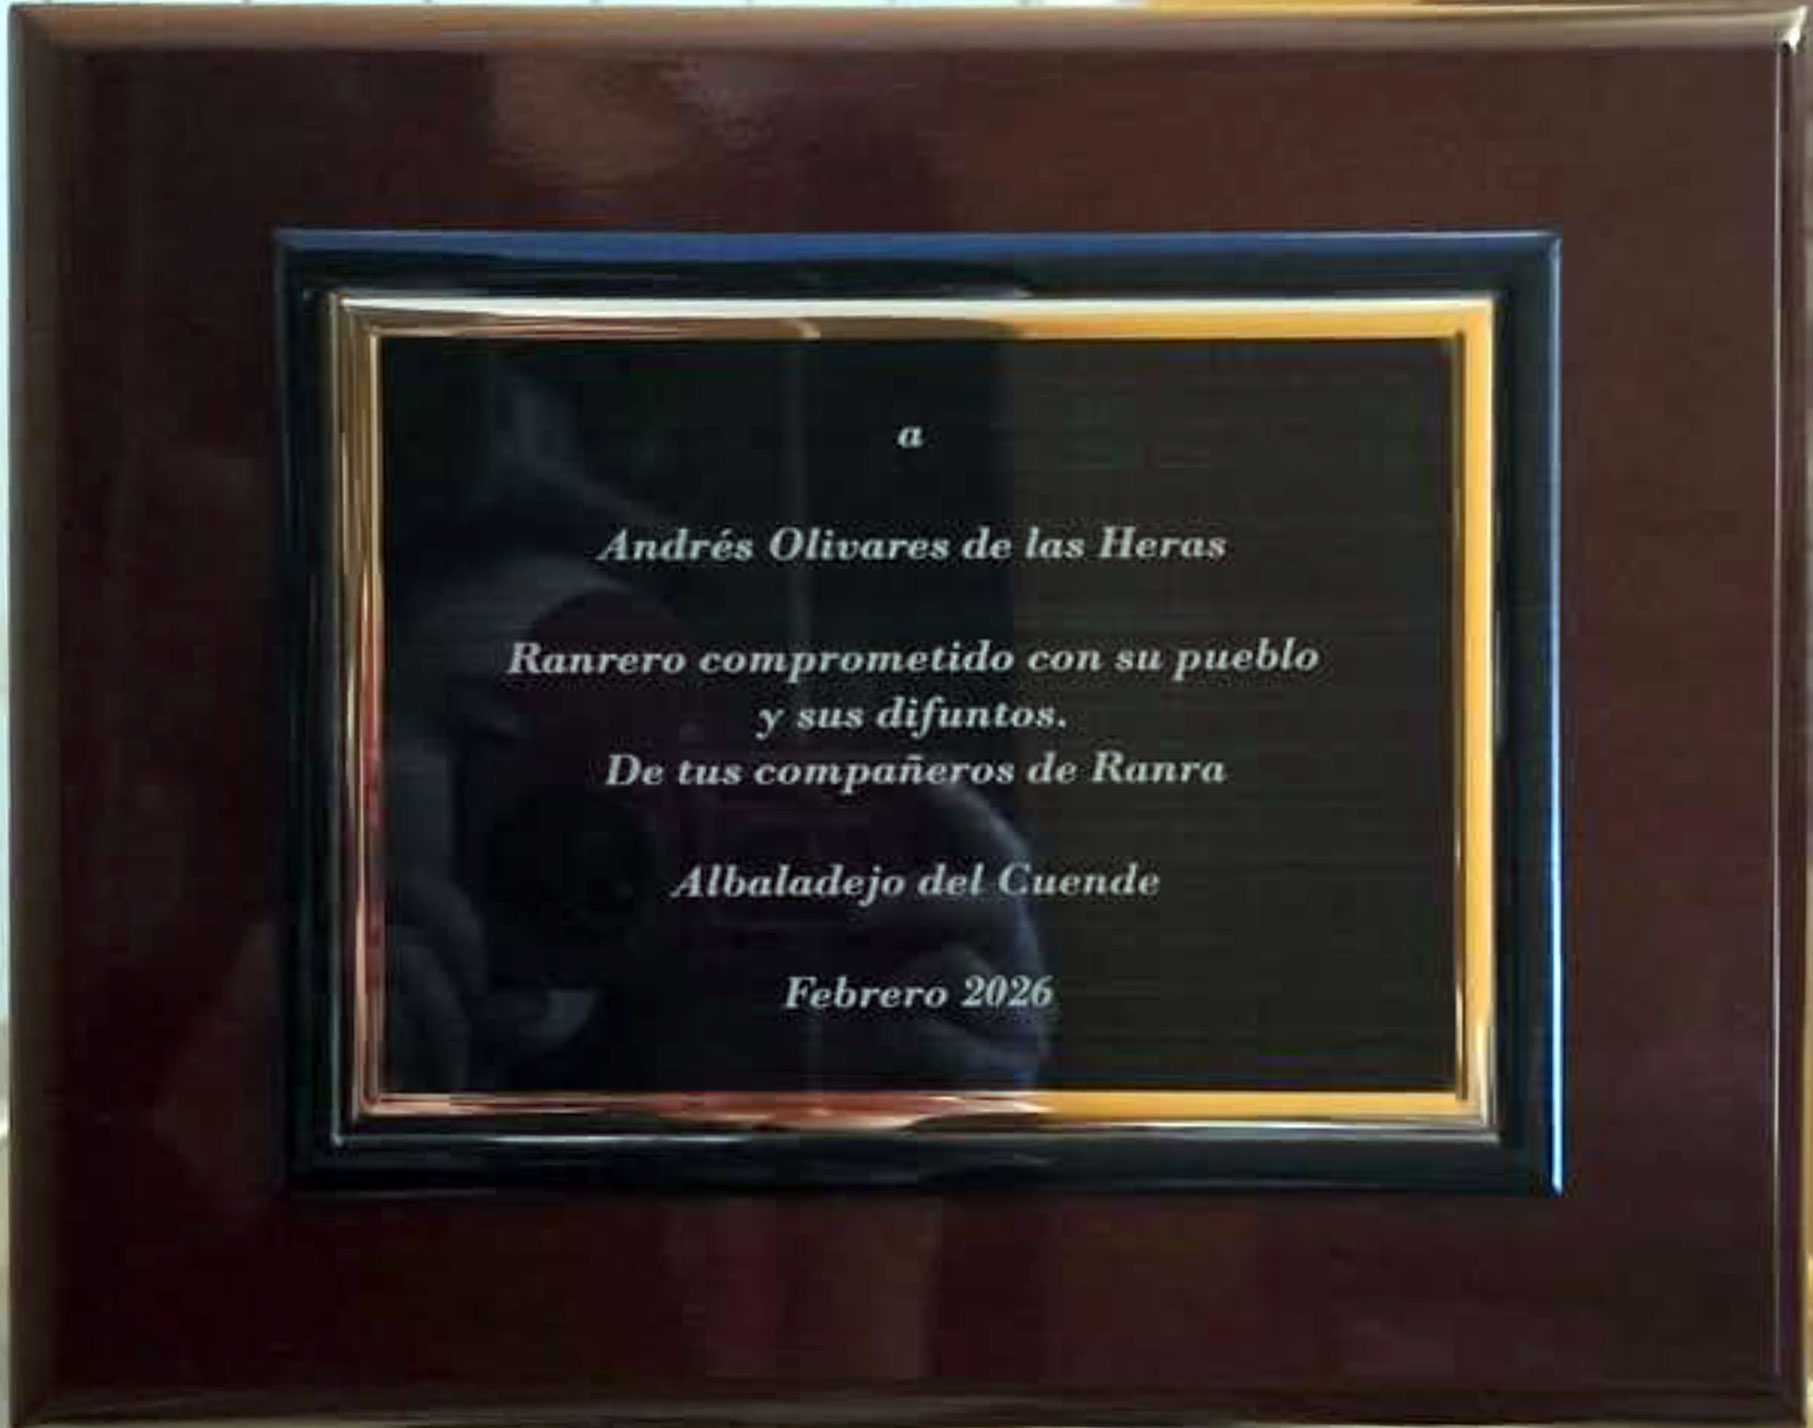 a
Andrés Olivares de las Heras
Ranrero comprometido con su pueblo
y sus difuntos.
De tus compañeros de Ranra
Albaladejo del Cuende
Febrero 2026